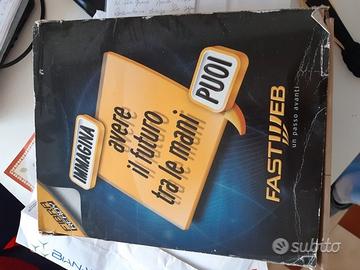 IMMAGINA
avere
il futuro
tra le mani
PUOI
FASTWEB
un passo avanti
subito